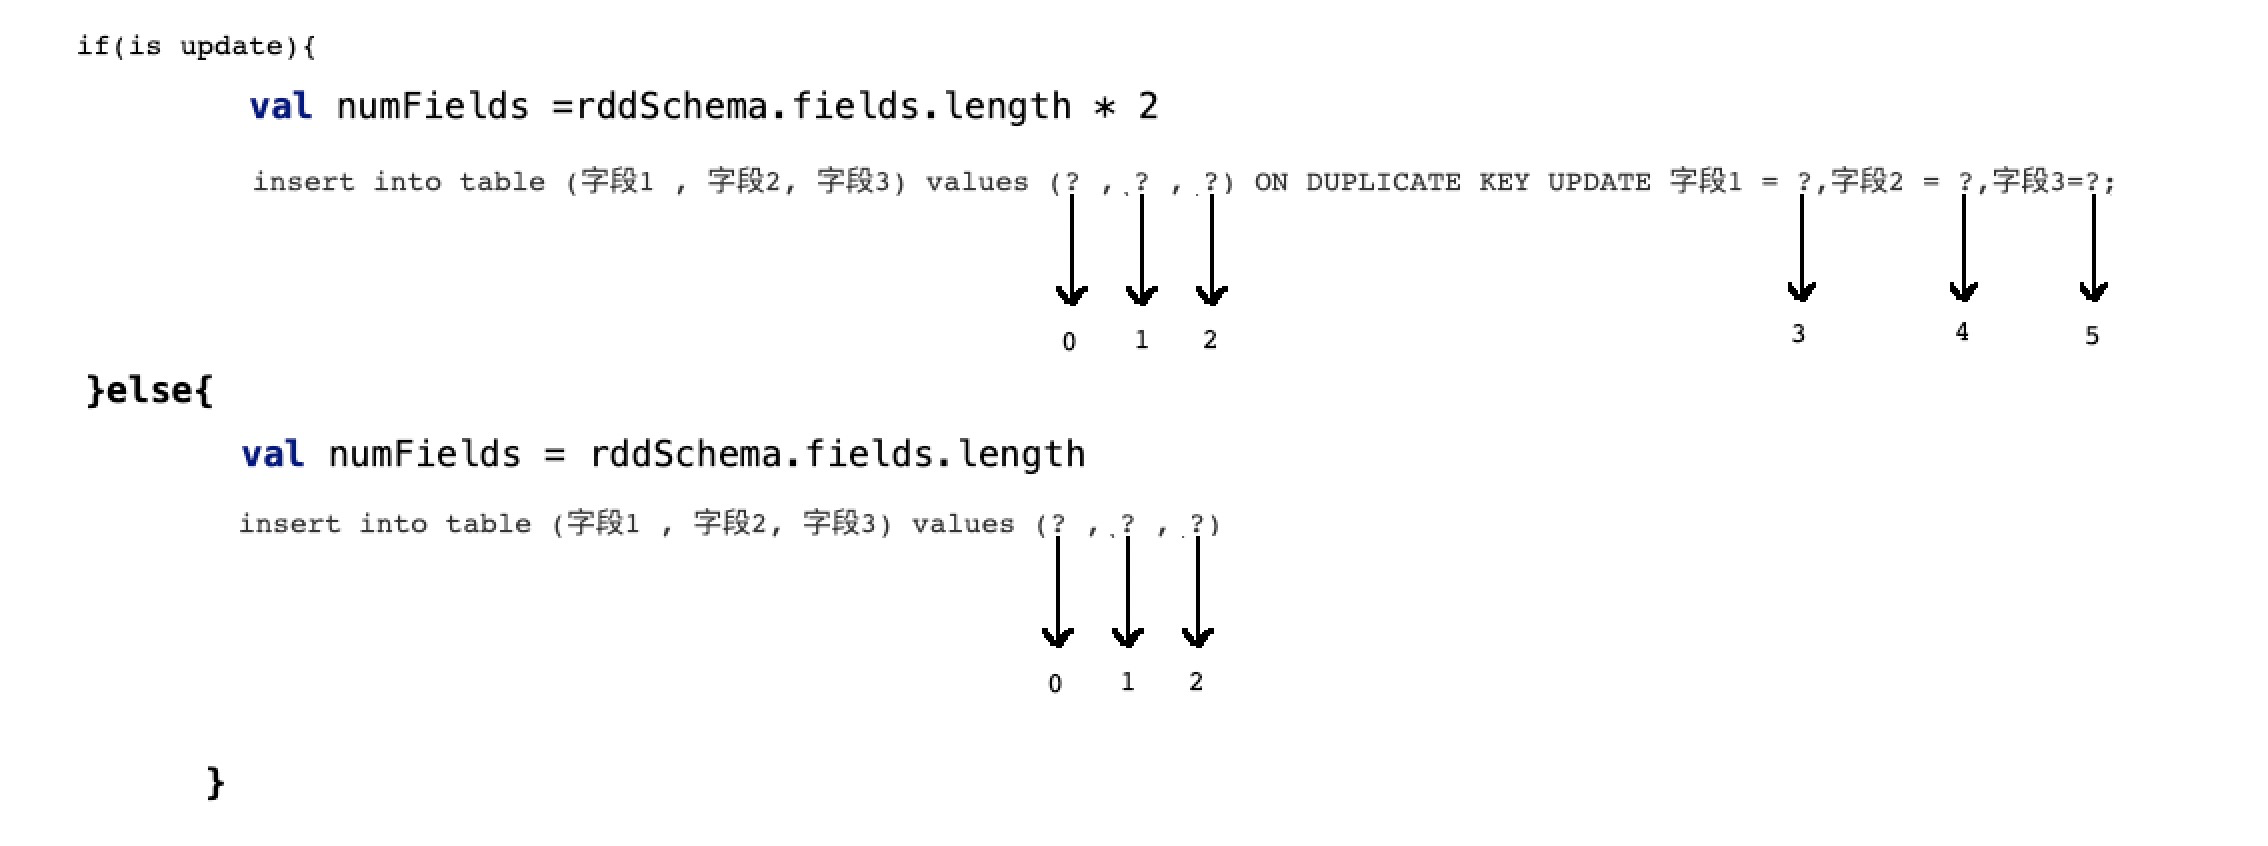 if(is update){
val numFields =rddSchema.fields.length * 2
insert into table (字段1 , 字段2, 字段3) values (? , ? , ?) ON DUPLICATE KEY UPDATE 字段1 = ?,字段2 = ?,字段3=?;
0 1 2 3 4 5
}else{
val numFields = rddSchema.fields.length
insert into table (字段1 , 字段2, 字段3) values (? , ? , ?)
0 1 2
}